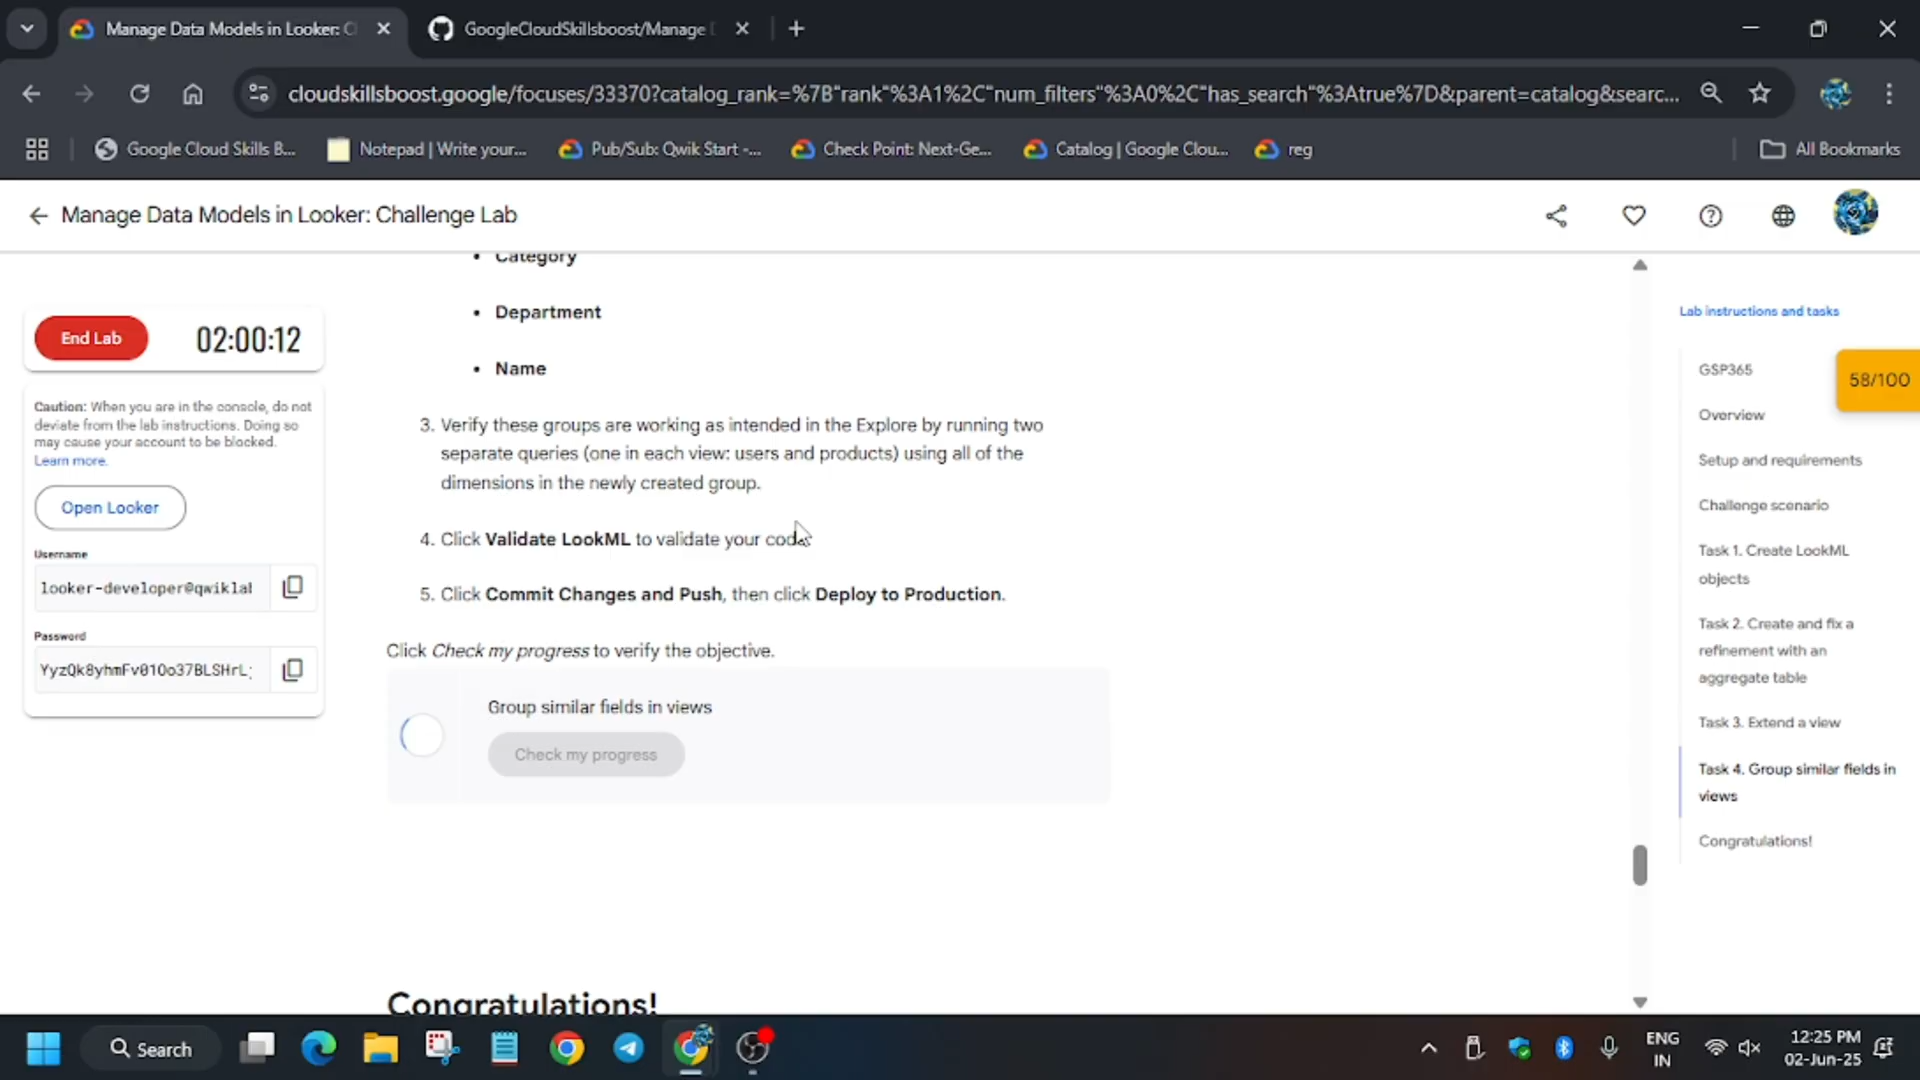 Manage Data Models in Looker: C
GoogleCloudSkillsboost/Manage
cloudskillsboost.google/focuses/33370?catalog_rank=%7B"rank"%3A1%2C"num_filters"%3A0%2C"has_search"%3Atrue%7D&parent=catalog&searc...
Google Cloud Skills B...
Notepad | Write your...
Pub/Sub: Qwik Start -...
Check Point: Next-Ge...
Catalog | Google Clou...
reg
All Bookmarks
Manage Data Models in Looker: Challenge Lab
End Lab
02:00:12
Caution: When you are in the console, do not
deviate from the lab instructions. Doing so
may cause your account to be blocked.
Learn more.
Open Looker
Username
looker-developer@qwiklal
Password
YyzQk8yhmFv01Oo37BLSHrL;
• Category
• Department
• Name
3. Verify these groups are working as intended in the Explore by running two
separate queries (one in each view: users and products) using all of the
dimensions in the newly created group.
4. Click Validate LookML to validate your code.
5. Click Commit Changes and Push, then click Deploy to Production.
Click Check my progress to verify the objective.
Group similar fields in views
Check my progress
Congratulations!
Lab instructions and tasks
GSP365
58/100
Overview
Setup and requirements
Challenge scenario
Task 1. Create LookML
objects
Task 2. Create and fix a
refinement with an
aggregate table
Task 3. Extend a view
Task 4. Group similar fields in
views
Congratulations!
Search
ENG
IN
12:25 PM
02-Jun-25